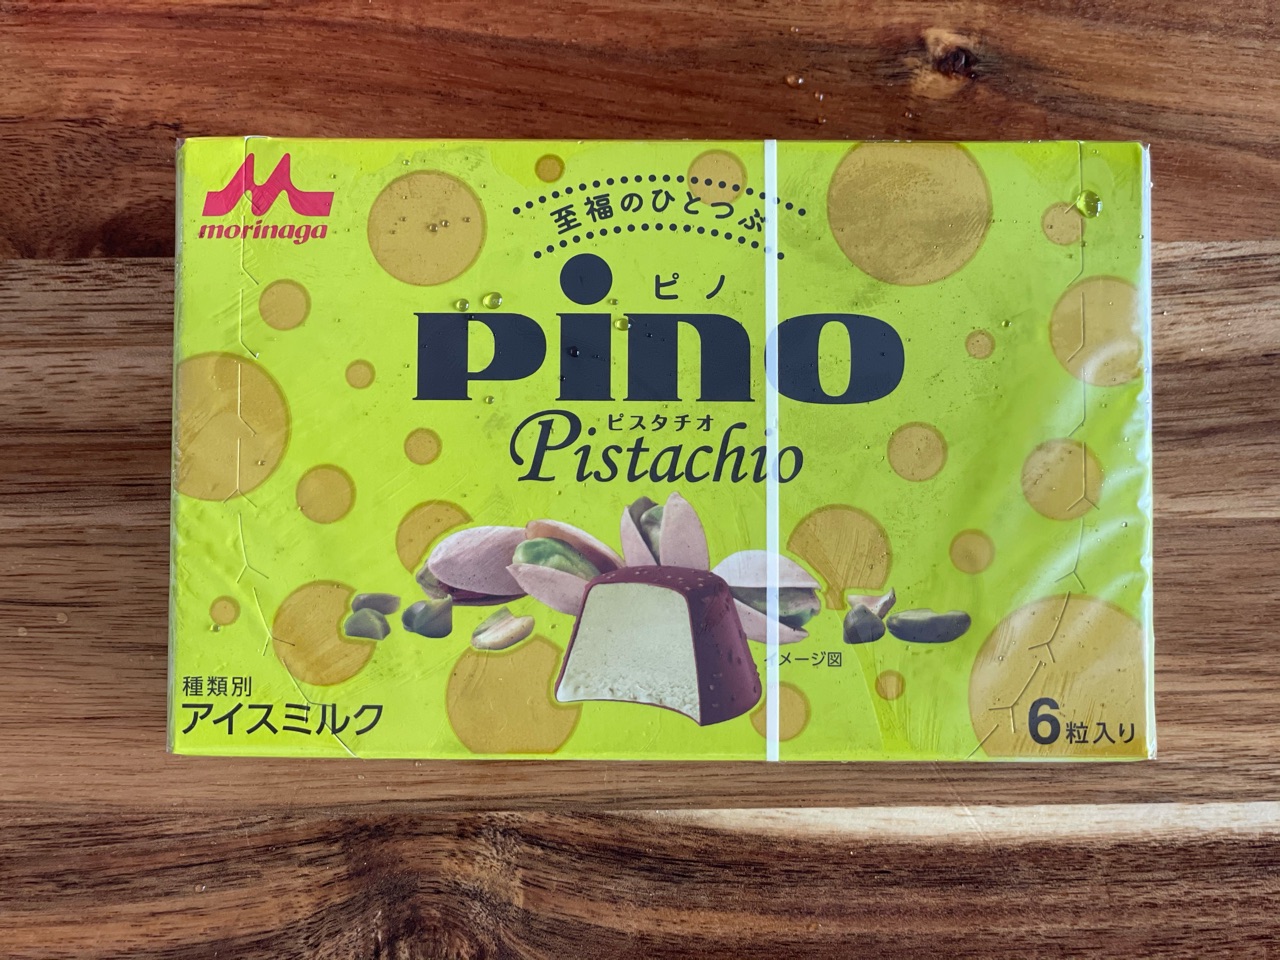 morinaga
至福のひとつぶ
ピノ
pino
ピスタチオ
Pistachio
イメージ図
種類別
アイスミルク
6粒入り